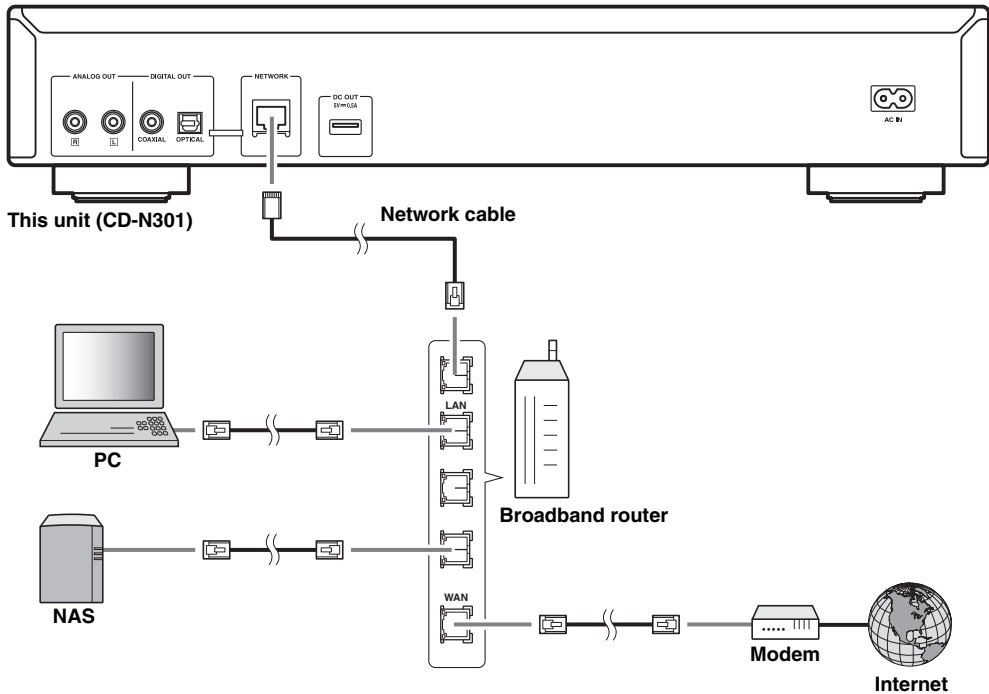 ANALOG OUT
DIGITAL OUT
NETWORK
DC OUT
5V⎓0.5A
R
L
COAXIAL
OPTICAL
AC IN
This unit (CD-N301)
Network cable
LAN
PC
Broadband router
NAS
WAN
Modem
Internet